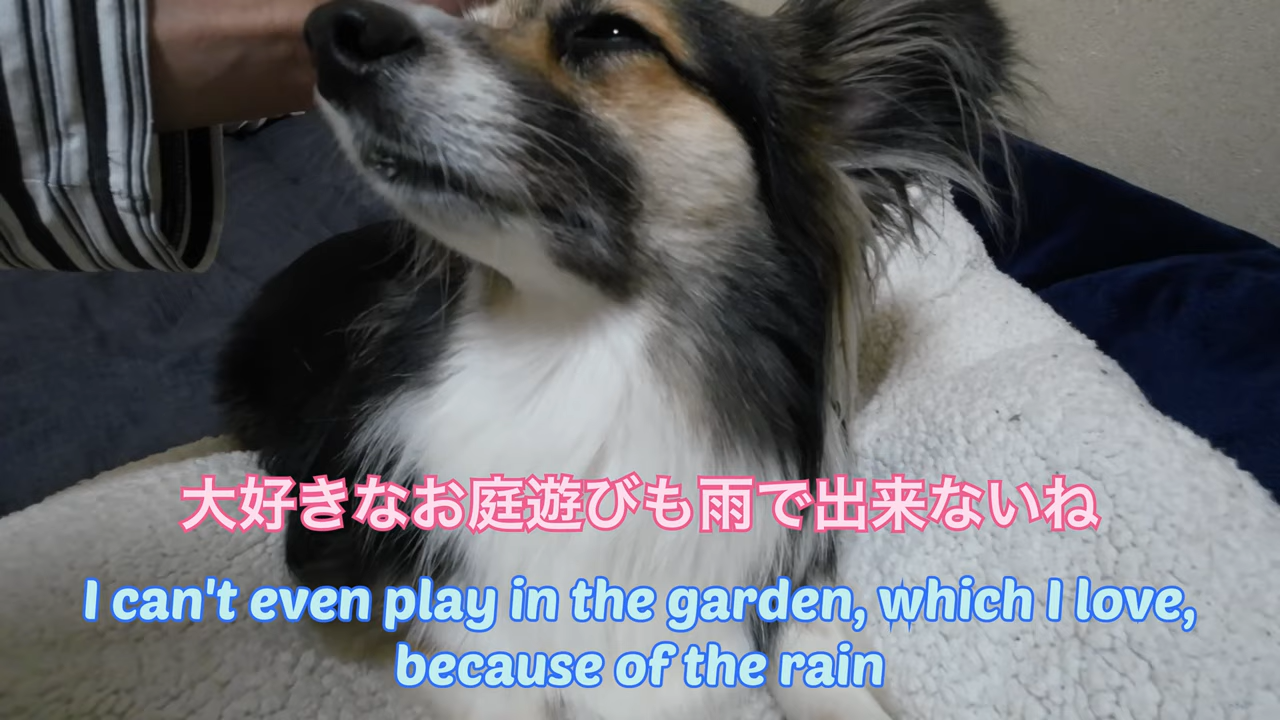 大好きなお庭遊びも雨で出来ないね
I can't even play in the garden, which I love,
because of the rain